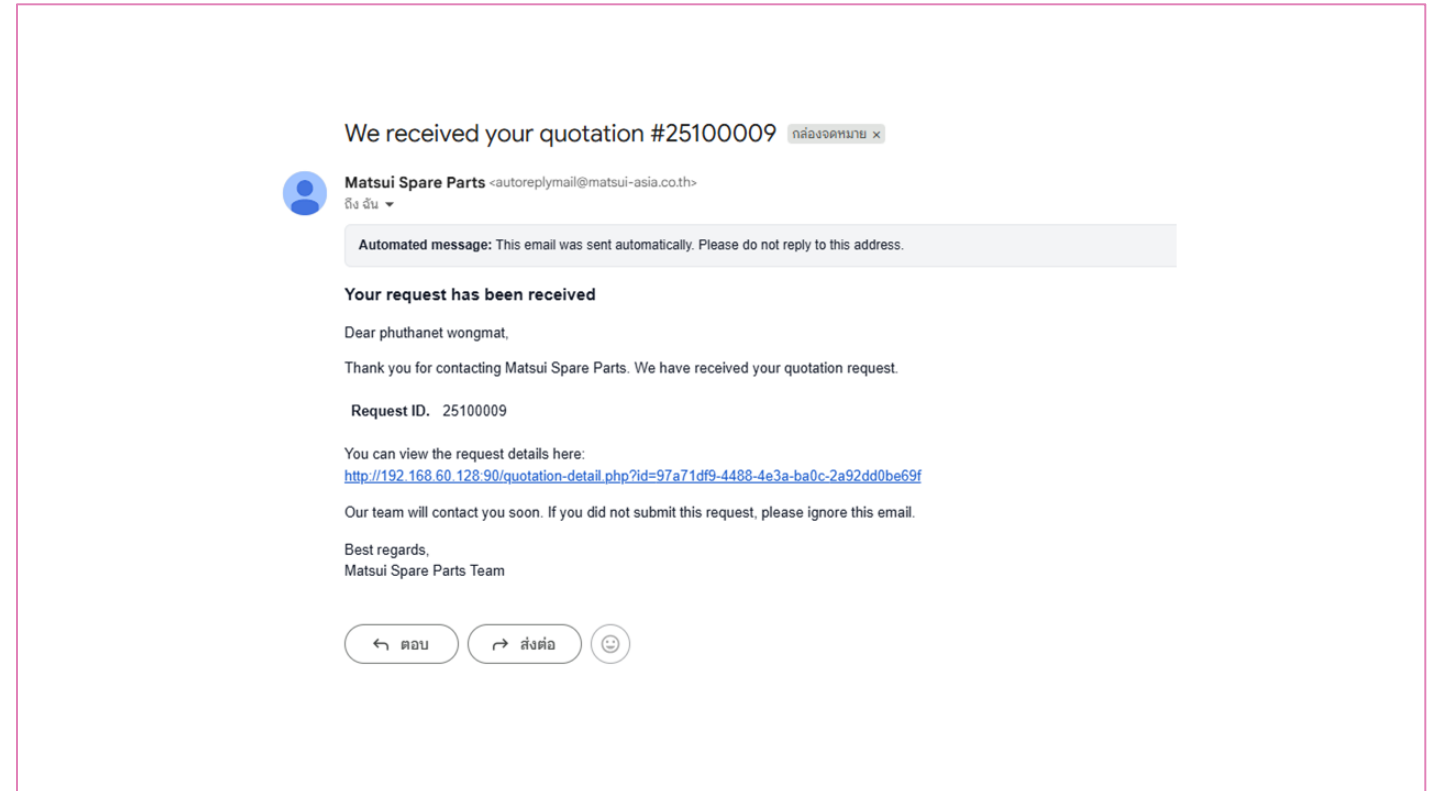 We received your quotation #25100009 กล่องจดหมาย ×
Matsui Spare Parts <autoreplymail@matsui-asia.co.th>
ถึง ฉัน
Automated message: This email was sent automatically. Please do not reply to this address.
Your request has been received
Dear phuthanet wongmat,
Thank you for contacting Matsui Spare Parts. We have received your quotation request.
Request ID. 25100009
You can view the request details here:
http://192.168.60.128:90/quotation-detail.php?id=97a71df9-4488-4e3a-ba0c-2a92dd0be69f
Our team will contact you soon. If you did not submit this request, please ignore this email.
Best regards,
Matsui Spare Parts Team
ตอบ ส่งต่อ